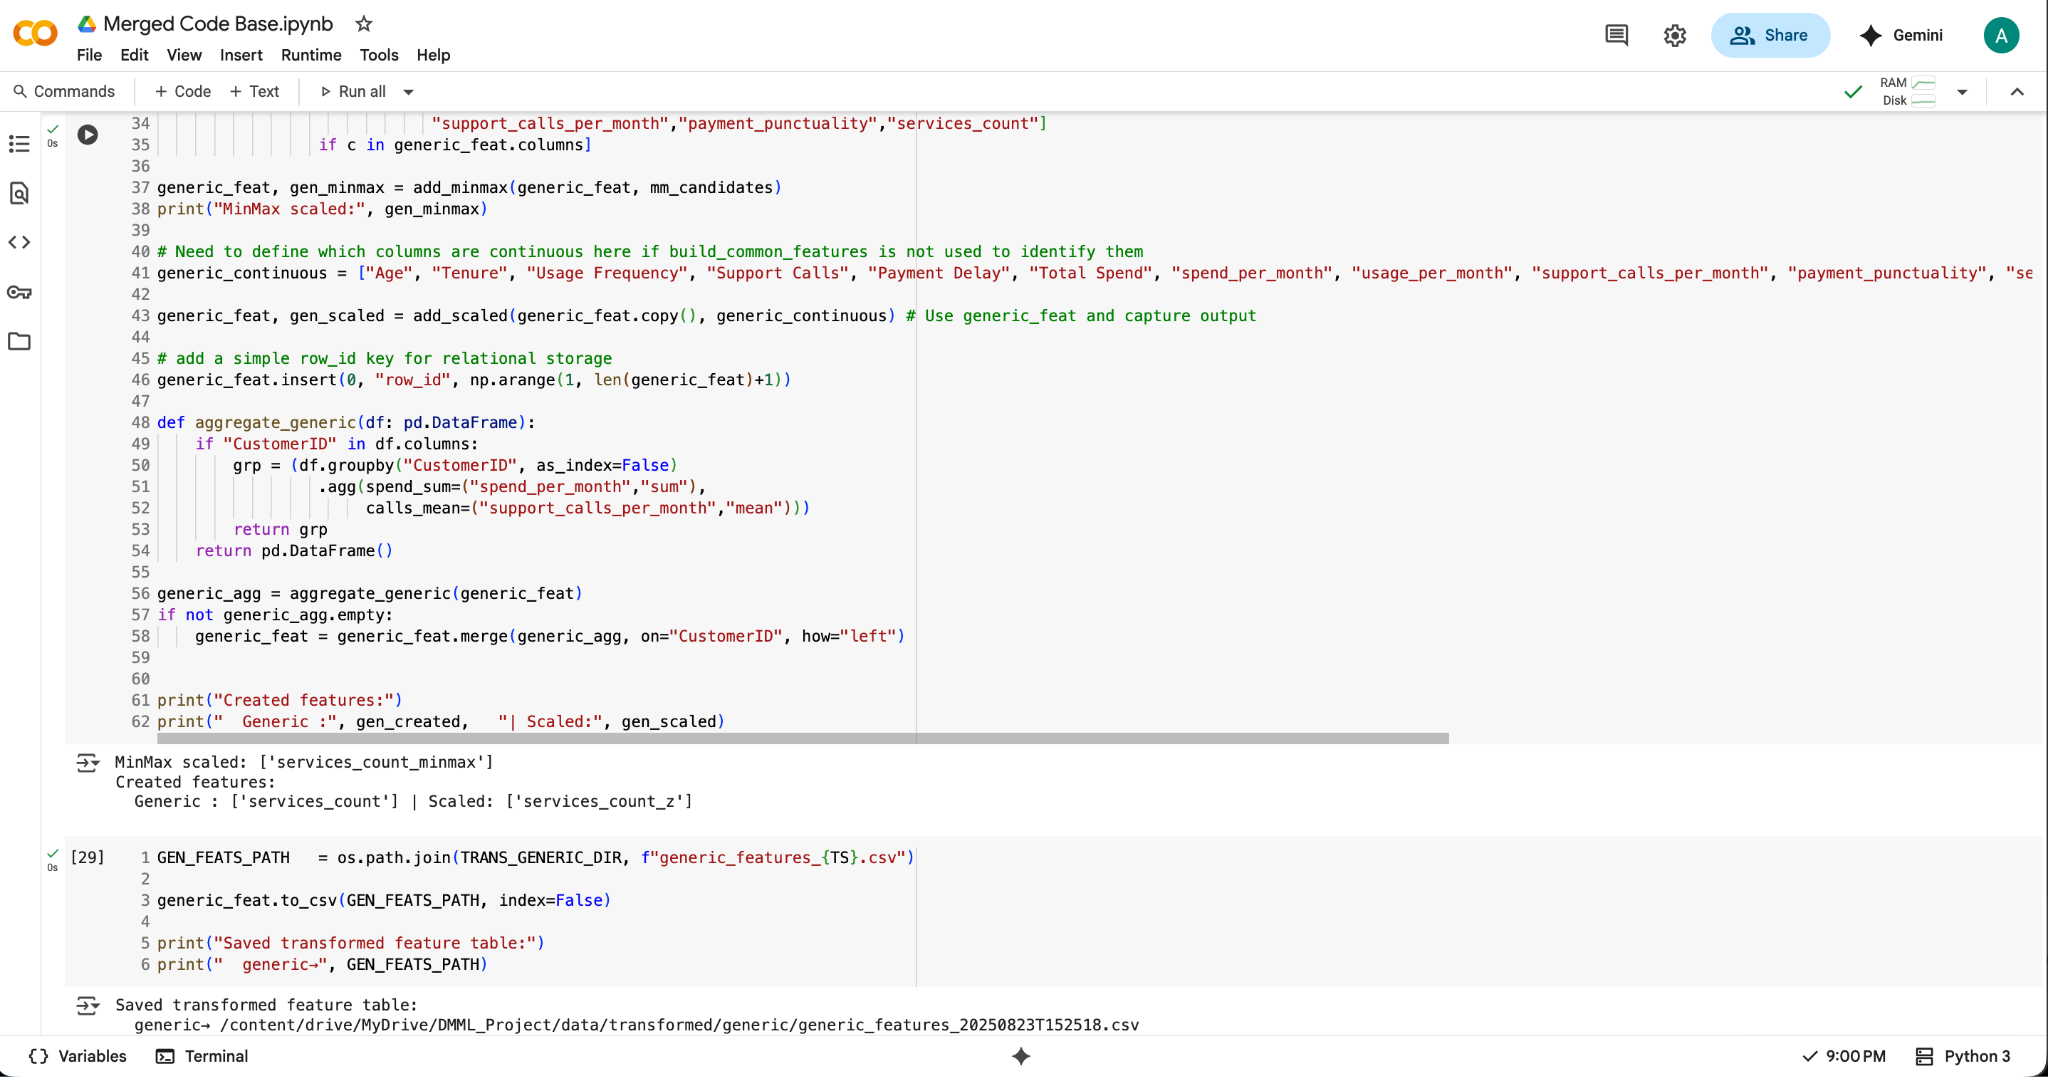 Merged Code Base.ipynb
File Edit View Insert Runtime Tools Help
Share
Gemini
A
Commands + Code + Text Run all
RAM
Disk
0s
34 "support_calls_per_month","payment_punctuality","services_count"]
35 if c in generic_feat.columns]
36
37 generic_feat, gen_minmax = add_minmax(generic_feat, mm_candidates)
38 print("MinMax scaled:", gen_minmax)
39
40 # Need to define which columns are continuous here if build_common_features is not used to identify them
41 generic_continuous = ["Age", "Tenure", "Usage Frequency", "Support Calls", "Payment Delay", "Total Spend", "spend_per_month", "usage_per_month", "support_calls_per_month", "payment_punctuality", "se
42
43 generic_feat, gen_scaled = add_scaled(generic_feat.copy(), generic_continuous) # Use generic_feat and capture output
44
45 # add a simple row_id key for relational storage
46 generic_feat.insert(0, "row_id", np.arange(1, len(generic_feat)+1))
47
48 def aggregate_generic(df: pd.DataFrame):
49 if "CustomerID" in df.columns:
50 grp = (df.groupby("CustomerID", as_index=False)
51 .agg(spend_sum=("spend_per_month","sum"),
52 calls_mean=("support_calls_per_month","mean")))
53 return grp
54 return pd.DataFrame()
55
56 generic_agg = aggregate_generic(generic_feat)
57 if not generic_agg.empty:
58 generic_feat = generic_feat.merge(generic_agg, on="CustomerID", how="left")
59
60
61 print("Created features:")
62 print("  Generic :", gen_created,   "| Scaled:", gen_scaled)
MinMax scaled: ['services_count_minmax']
Created features:
Generic : ['services_count'] | Scaled: ['services_count_z']
0s
[29]
1 GEN_FEATS_PATH   = os.path.join(TRANS_GENERIC_DIR, f"generic_features_{TS}.csv")
2
3 generic_feat.to_csv(GEN_FEATS_PATH, index=False)
4
5 print("Saved transformed feature table:")
6 print("  generic→", GEN_FEATS_PATH)
Saved transformed feature table:
generic→ /content/drive/MyDrive/DMML_Project/data/transformed/generic/generic_features_20250823T152518.csv
{} Variables Terminal
9:00 PM Python 3